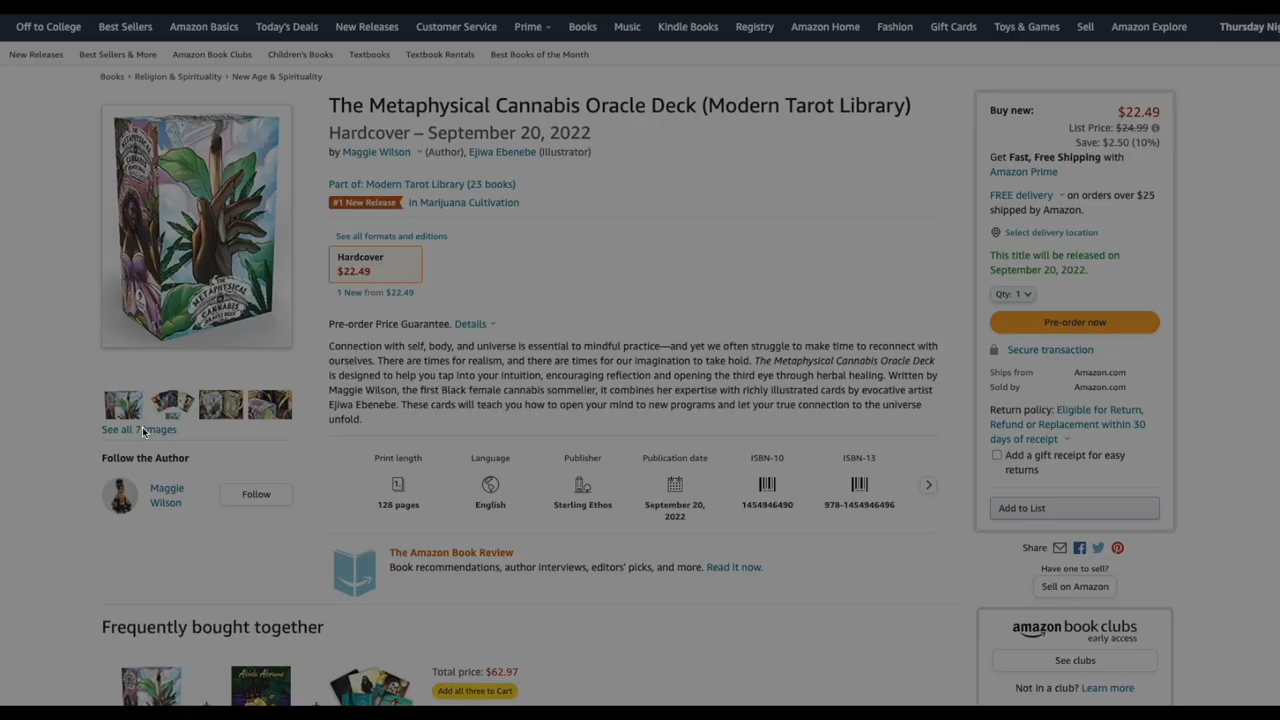 Off to College Best Sellers Amazon Basics Today's Deals New Releases Customer Service Prime Books Music Kindle Books Registry Amazon Home Fashion Gift Cards Toys & Games Sell Amazon Explore Thursday
New Releases Best Sellers & More Amazon Book Clubs Children's Books Textbooks Textbook Rentals Best Books of the Month
Books › Religion & Spirituality › New Age & Spirituality
THE METAPHYSICAL
CANNABIS
ORACLE DECK
The Metaphysical Cannabis Oracle Deck (Modern Tarot Library)
Hardcover – September 20, 2022
by Maggie Wilson (Author), Ejiwa Ebenebe (Illustrator)
Part of: Modern Tarot Library (23 books)
#1 New Release in Marijuana Cultivation
See all formats and editions
Hardcover
$22.49
1 New from $22.49
Pre-order Price Guarantee. Details
Connection with self, body, and universe is essential to mindful practice—and yet we often struggle to make time to reconnect with
ourselves. There are times for realism, and there are times for our imagination to take hold. The Metaphysical Cannabis Oracle Deck
is designed to help you tap into your intuition, encouraging reflection and opening the third eye through herbal healing. Written by
Maggie Wilson, the first Black female cannabis sommelier, it combines her expertise with richly illustrated cards by evocative artist
Ejiwa Ebenebe. These cards will teach you how to open your mind to new programs and let your true connection to the universe
unfold.
See all 7 images
Follow the Author
Maggie
Wilson
Follow
Print length Language Publisher Publication date ISBN-10 ISBN-13
128 pages English Sterling Ethos September 20, 1454946490 978-1454946496
2022
The Amazon Book Review
Book recommendations, author interviews, editors' picks, and more. Read it now.
Frequently bought together
Total price: $62.97
Add all three to Cart
Buy new: $22.49
List Price: $24.99
Save: $2.50 (10%)
Get Fast, Free Shipping with
Amazon Prime
FREE delivery on orders over $25
shipped by Amazon.
Select delivery location
This title will be released on
September 20, 2022.
Qty: 1
Pre-order now
Secure transaction
Ships from Amazon.com
Sold by Amazon.com
Return policy: Eligible for Return,
Refund or Replacement within 30
days of receipt
Add a gift receipt for easy
returns
Add to List
Share
Have one to sell?
Sell on Amazon
amazon book clubs
early access
See clubs
Not in a club? Learn more